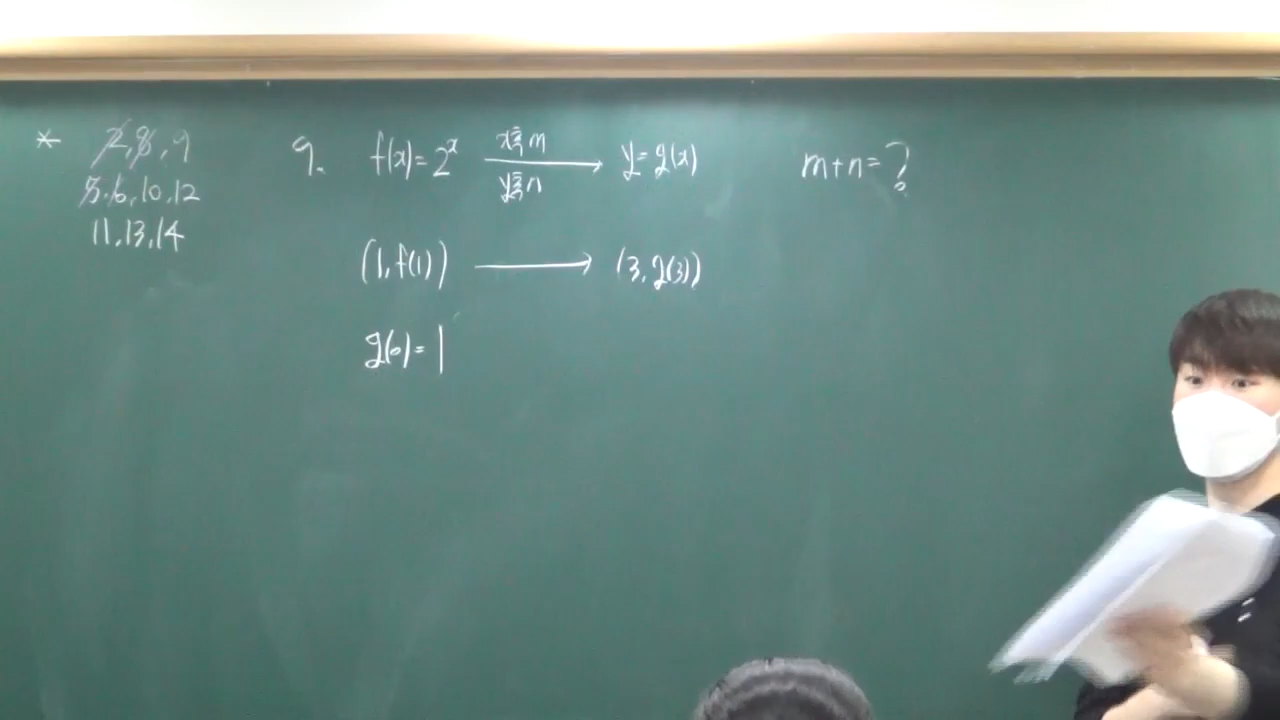 * 2, 8, 9
5, 6, 10, 12
11, 13, 14
9. f(x)=2^x x축 m y축 n → y=g(x) m+n=?
(1, f(1)) → (3, g(3))
g(0)=1